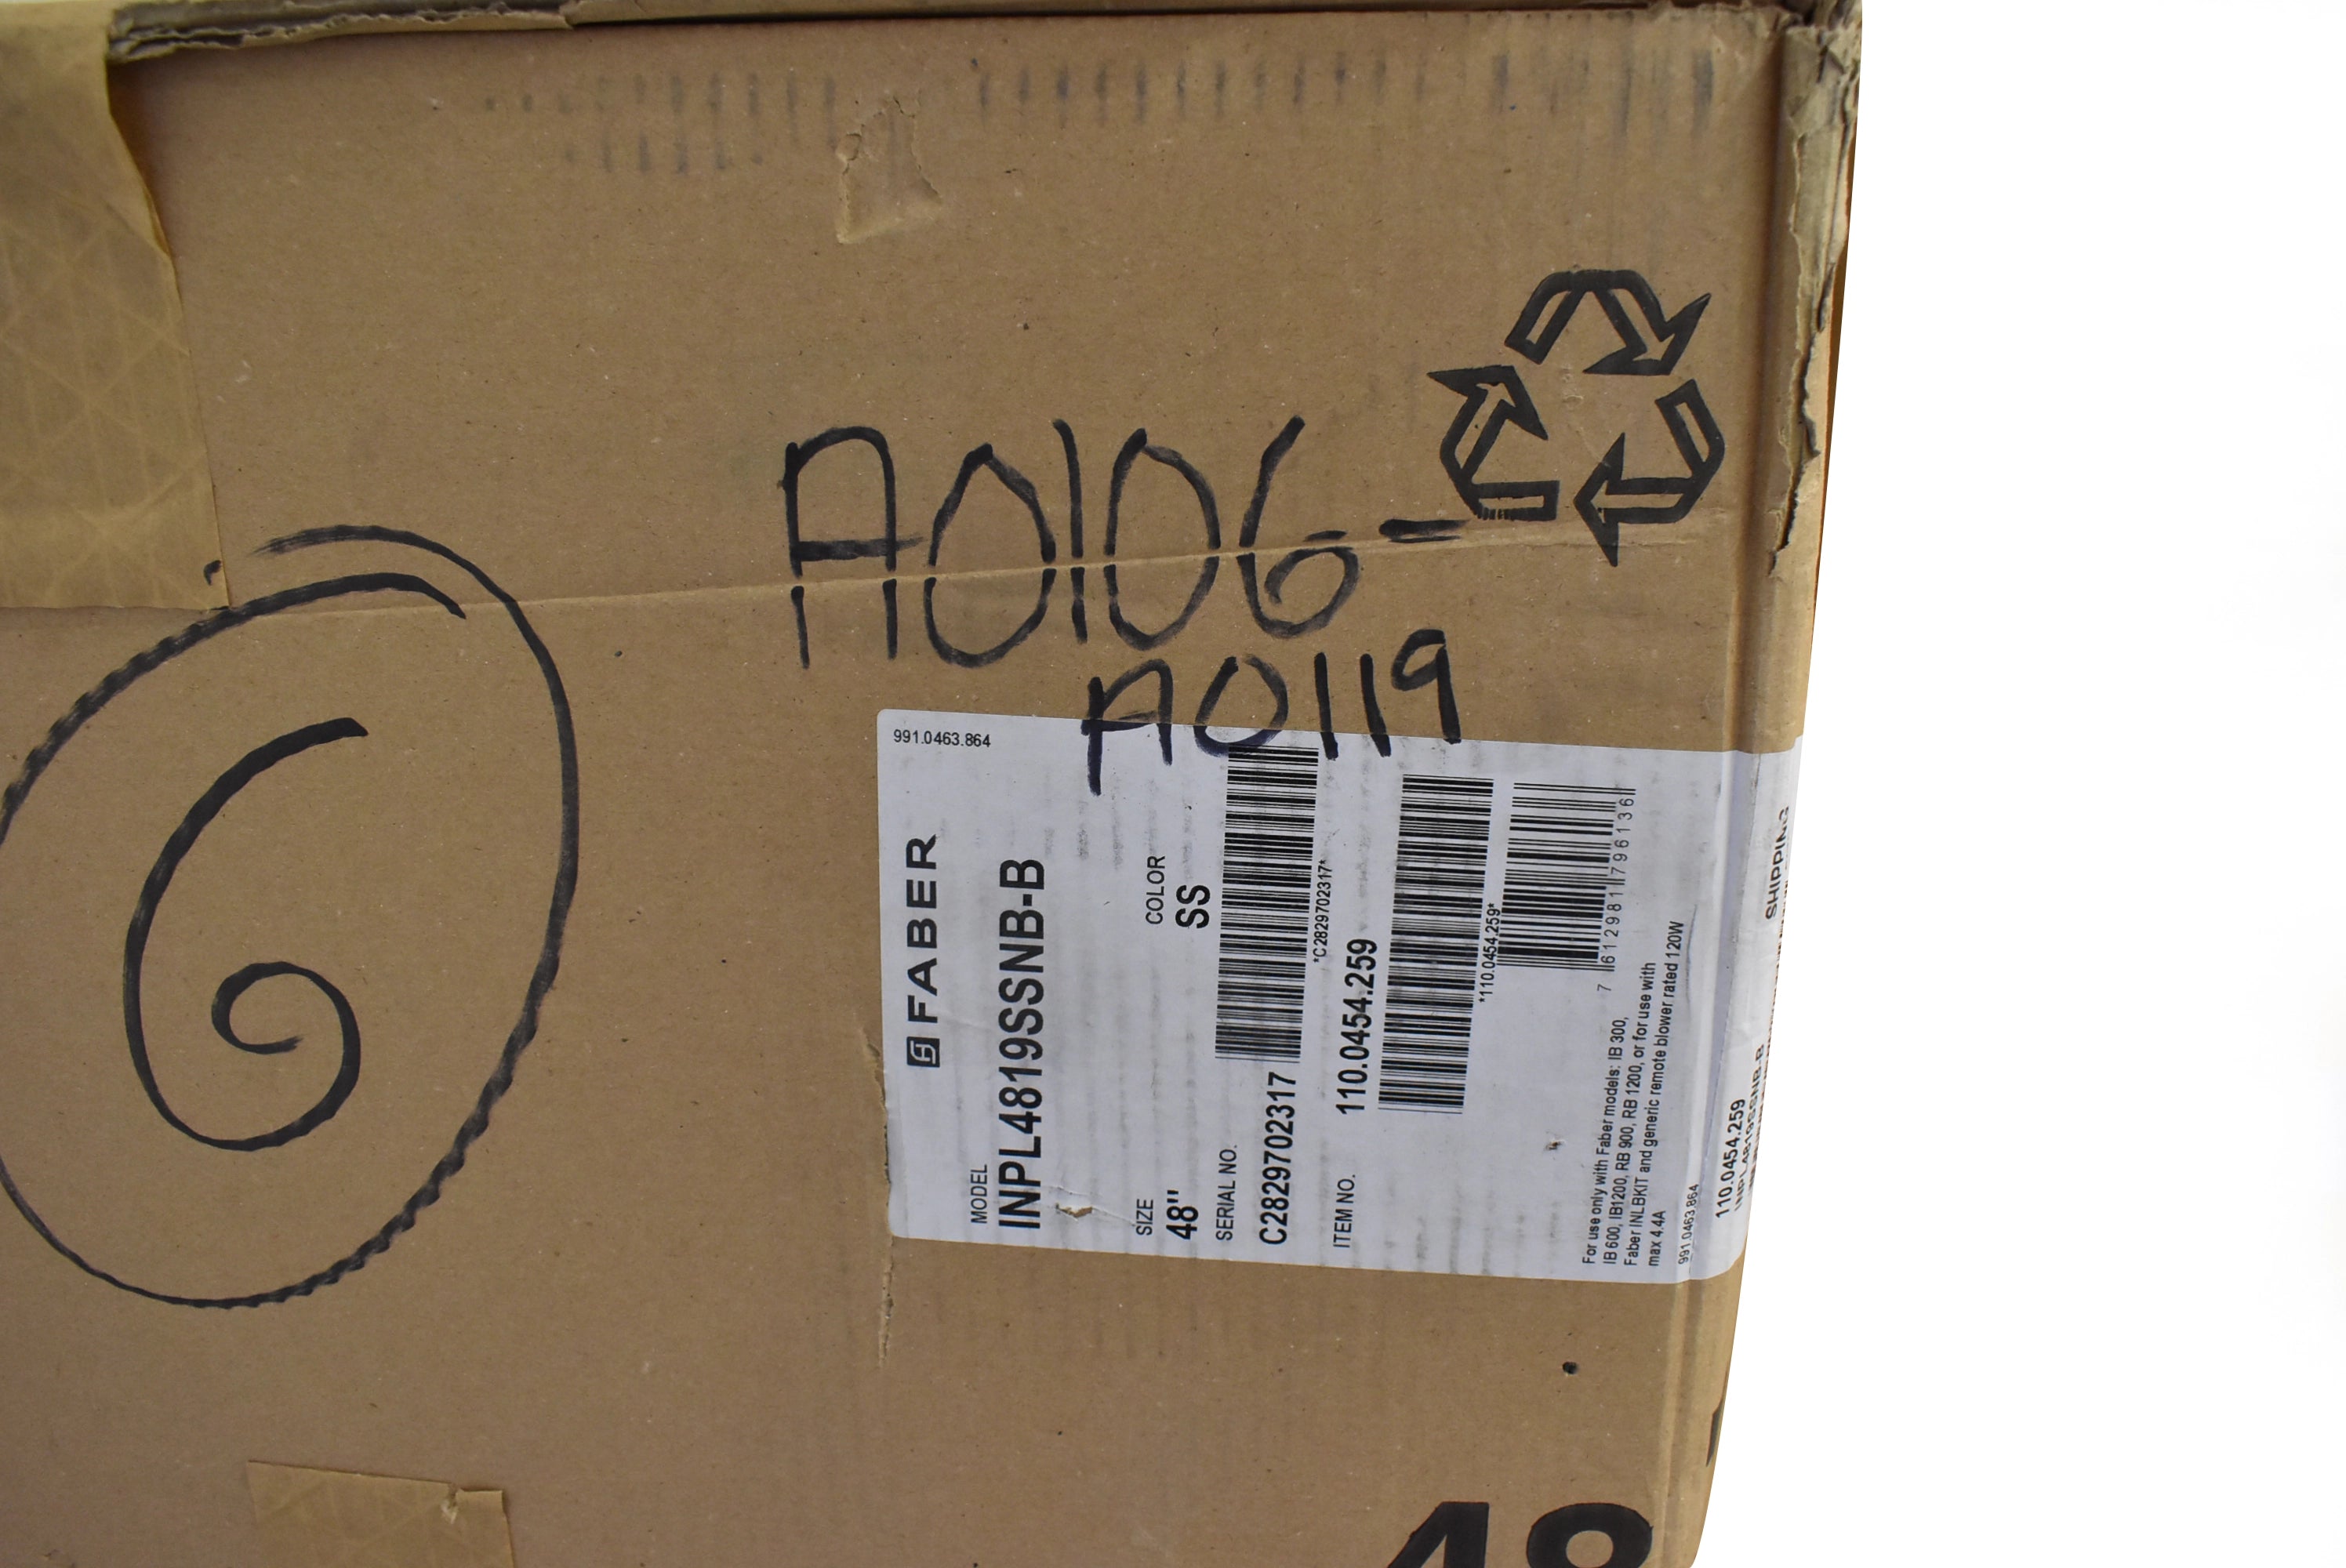 6
A0106-
A0119
991.0463.864
FABER
MODEL
INPL4819SSNB-B
SIZE
48"
COLOR
SS
SERIAL NO.
C2829702317
*C2829702317*
ITEM NO.
110.0454.259
*110.0454.259*
7 61298179613 6
For use only with Faber models: IB 300,
IB 600, IB1200, RB 900, RB 1200, or for use with
Faber INLBKIT and generic remote blower rated 120W
max 4.4A
991.0463.864
110.0454.259
INPL4819SSNB-B
SHIPPING
48